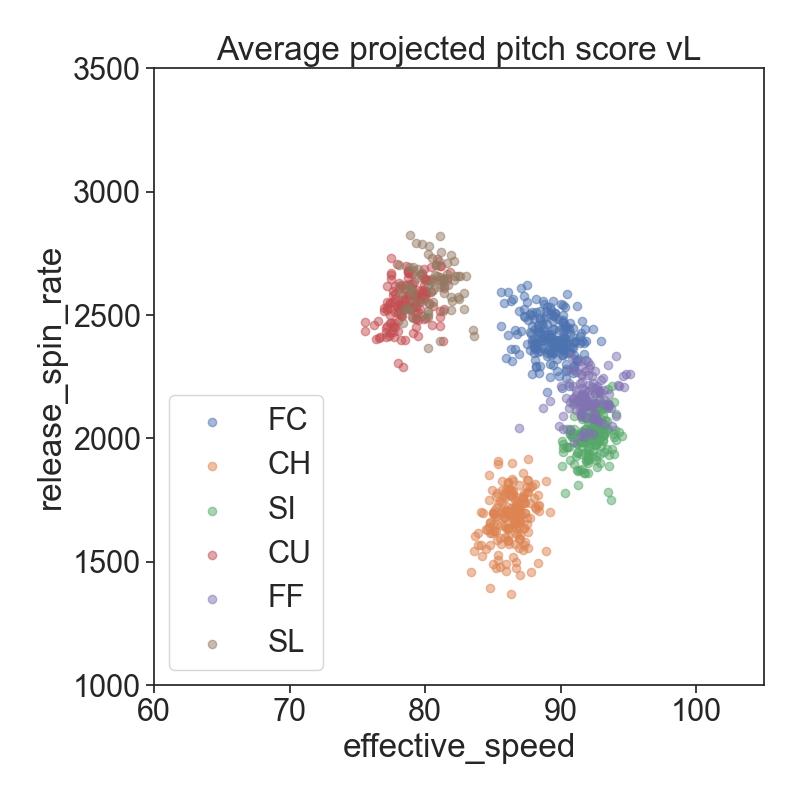 Average projected pitch score vL
3500
3000
2500
2000
1500
1000
release_spin_rate
FC
CH
SI
CU
FF
SL
60
70
80
90
100
effective_speed